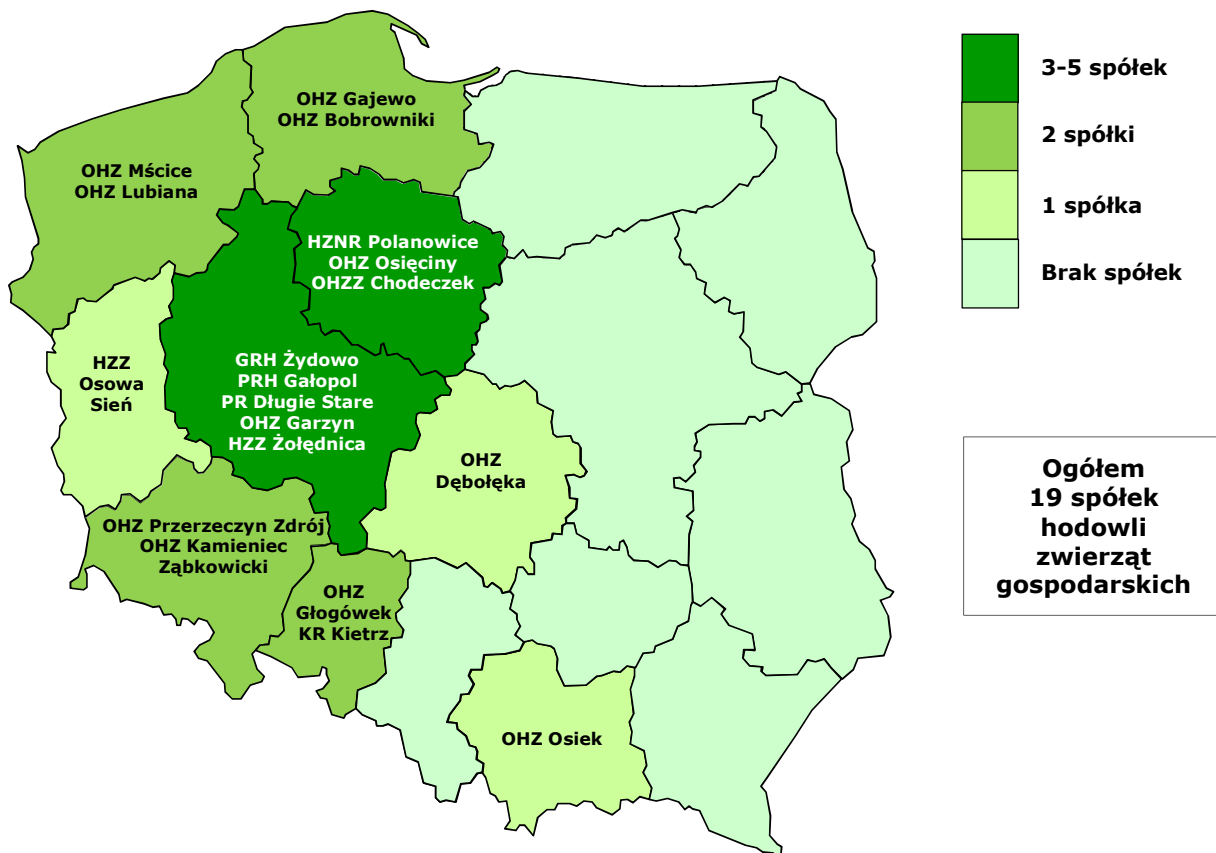 OHZ Gajewo
OHZ Bobrowniki
OHZ Mścice
OHZ Lubiana
HZNR Polanowice
OHZ Osięciny
OHZZ Chodeczek
HZZ
Osowa
Sień
GRH Żydowo
PRH Gałopol
PR Długie Stare
OHZ Garzyn
HZZ Żołędnica
OHZ
Dębołęka
OHZ Przerzeczyn Zdrój
OHZ Kamieniec
Ząbkowicki
OHZ
Głogówek
KR Kietrz
OHZ Osiek
3-5 spółek
2 spółki
1 spółka
Brak spółek
Ogółem
19 spółek
hodowli
zwierząt
gospodarskich